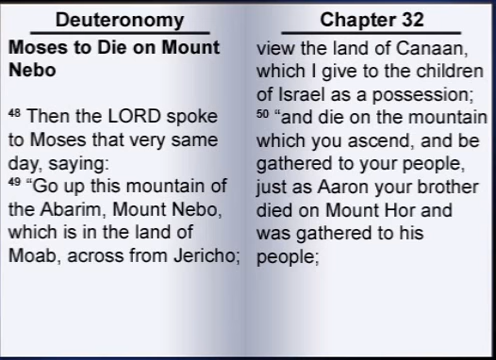 Deuteronomy
Moses to Die on Mount
Nebo
48 Then the LORD spoke
to Moses that very same
day, saying:
49 “Go up this mountain of
the Abarim, Mount Nebo,
which is in the land of
Moab, across from Jericho;
Chapter 32
view the land of Canaan,
which I give to the children
of Israel as a possession;
50 “and die on the mountain
which you ascend, and be
gathered to your people,
just as Aaron your brother
died on Mount Hor and
was gathered to his
people;